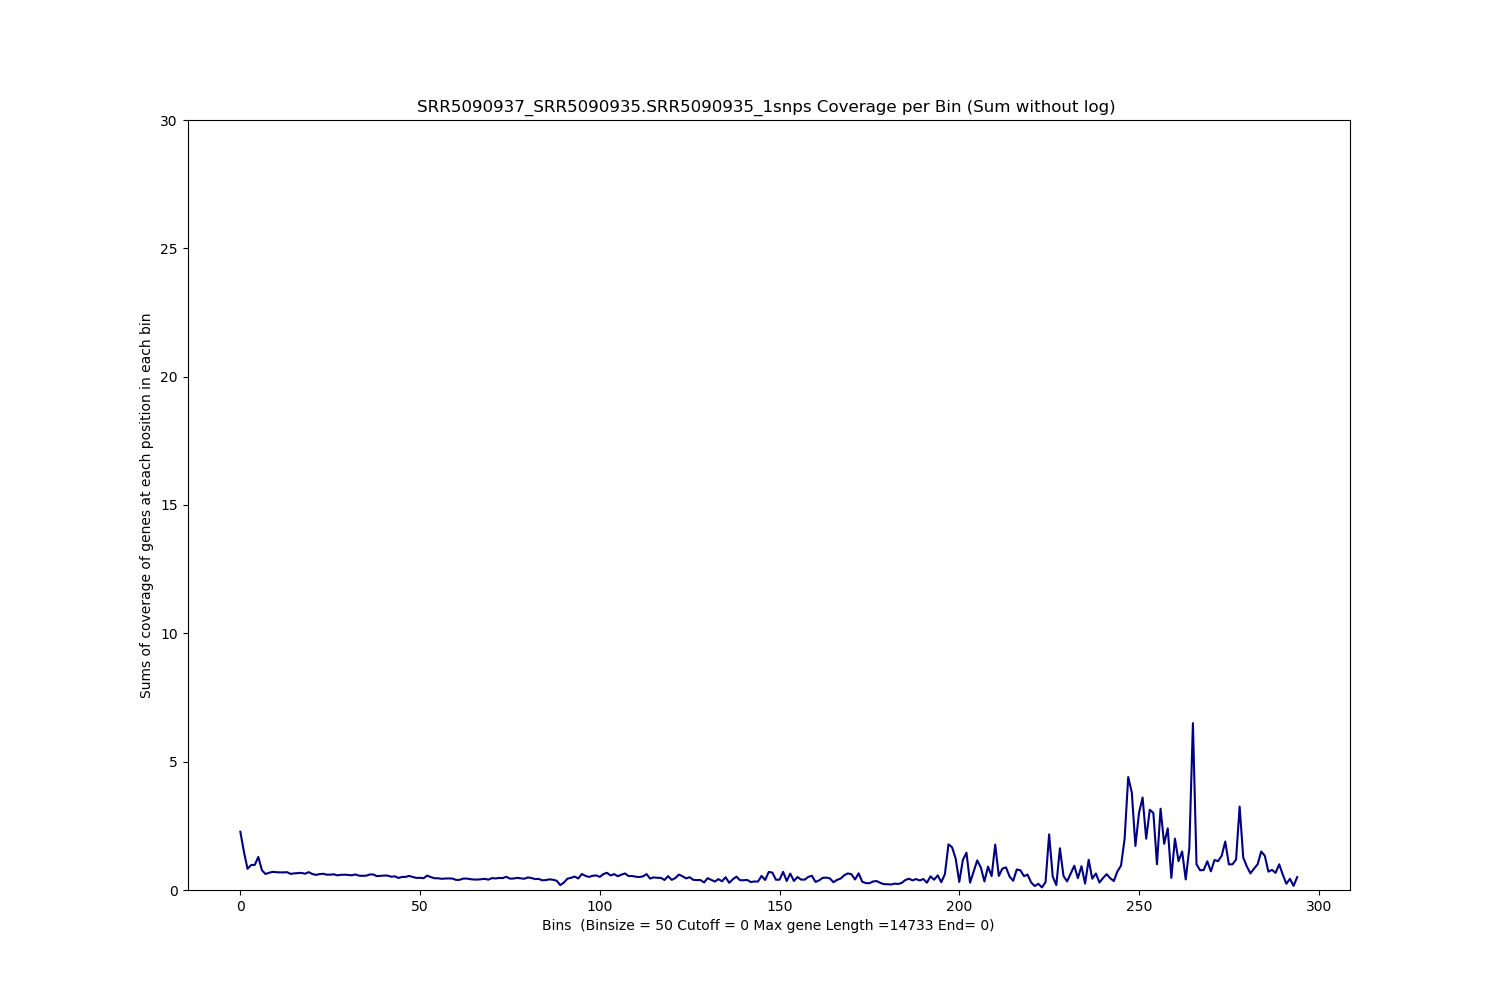 SRR5090937_SRR5090935.SRR5090935_1snps Coverage per Bin (Sum without log)
30
25
20
15
10
5
0
Sums of coverage of genes at each position in each bin
0 50 100 150 200 250 300
Bins  (Binsize = 50 Cutoff = 0 Max gene Length =14733 End= 0)